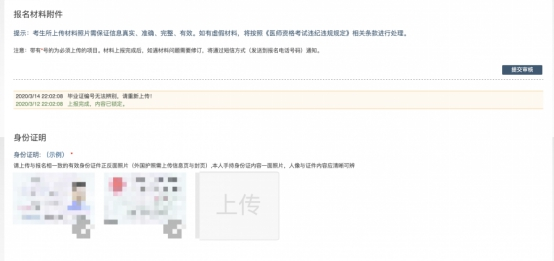 报名材料附件
提示：考生所上传材料照片需保证信息真实、准确、完整、有效。如有虚假材料，将按照《医师资格考试违纪违规规定》相关条款进行处理。
注意：带有*号的为必须上传的项目。材料上报完成后，如遇材料问题需要修订，将通过短信方式（发送到报名电话号码）通知。
提交审核
2020/3/14 22:02:08 毕业证编号无法辨别，请重新上传！
2020/3/12 22:02:08 上报完成，内容已锁定。
身份证明
身份证明：（示例） *
请上传与报名相一致的有效身份证件正反面照片（外国护照需上传信息页与封页），本人手持身份证内容一面照片，人像与证件内容应清晰可辨
上传